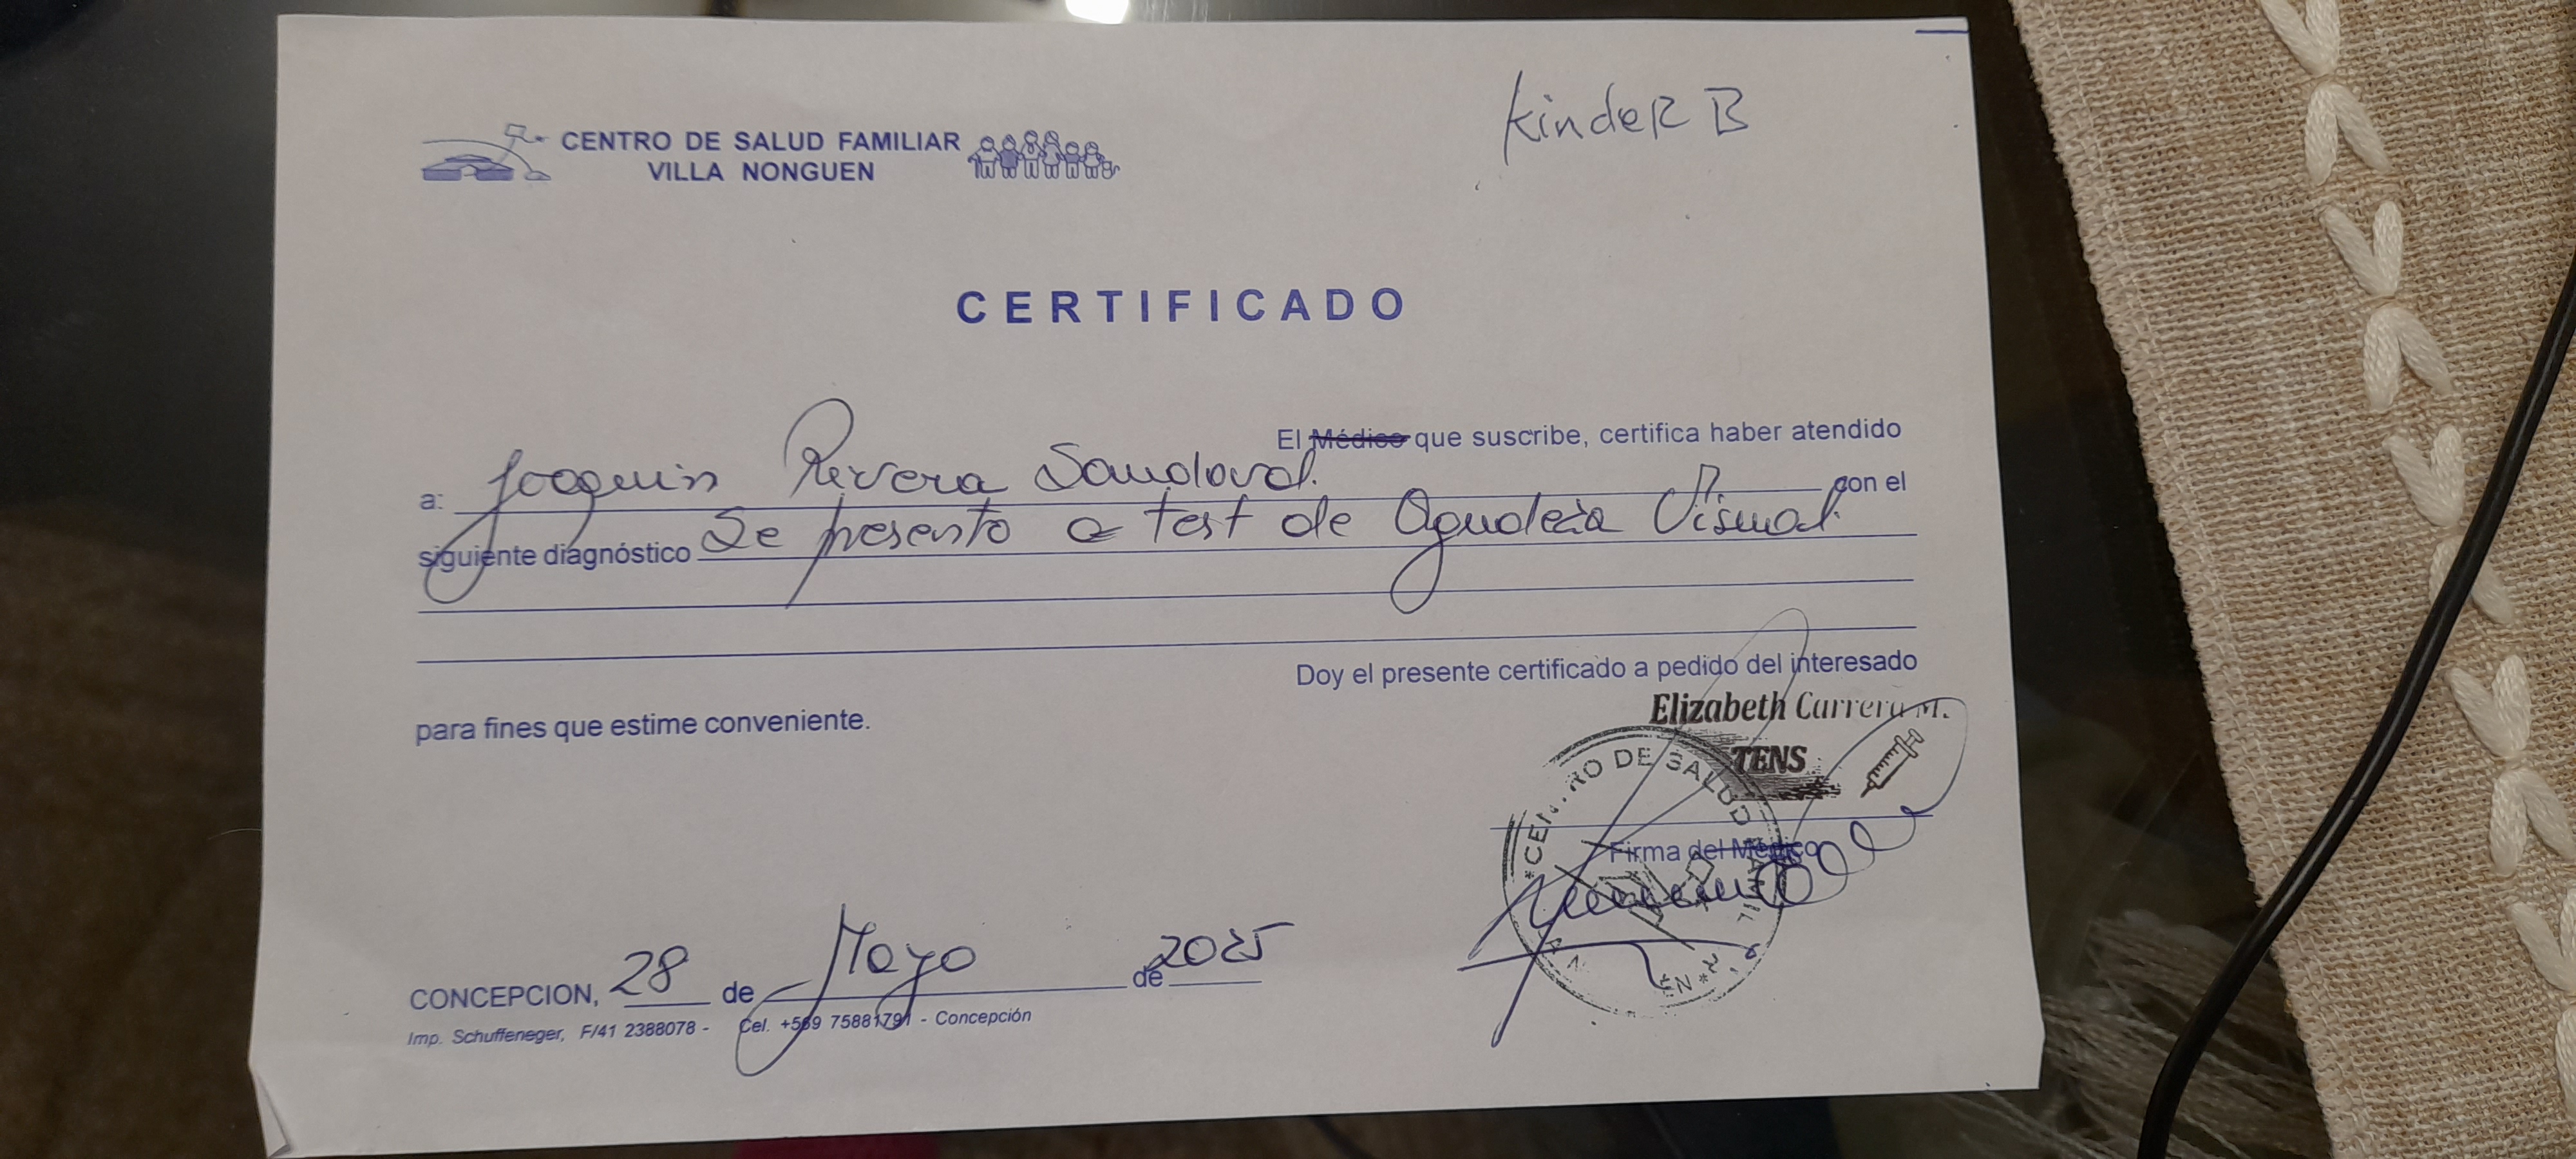 kindeR B
CENTRO DE SALUD FAMILIAR
VILLA NONGUEN
CERTIFICADO
El Médico que suscribe, certifica haber atendido
a: Joaquin Rivera Sandoval. con el
siguiente diagnóstico Se presento a test de Agudeza Visual.
Doy el presente certificado a pedido del interesado
para fines que estime conveniente.
Elizabeth Carrera M.
TENS
CENTRO DE SALUD
Firma del Médico
CONCEPCION, 28 de Mayo de 2025
Imp. Schuffeneger, F/41 2388078 - Cel. +569 75881791 - Concepción